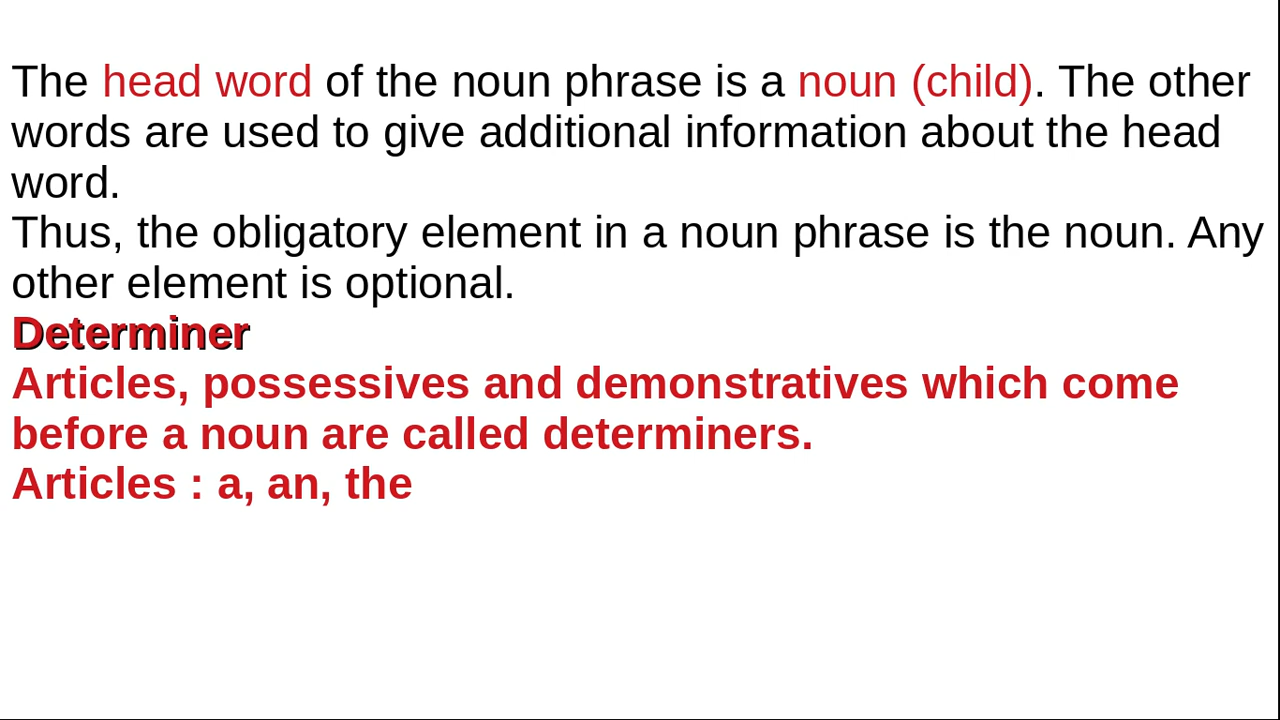 The head word of the noun phrase is a noun (child). The other
words are used to give additional information about the head
word.
Thus, the obligatory element in a noun phrase is the noun. Any
other element is optional.
Determiner
Articles, possessives and demonstratives which come
before a noun are called determiners.
Articles : a, an, the